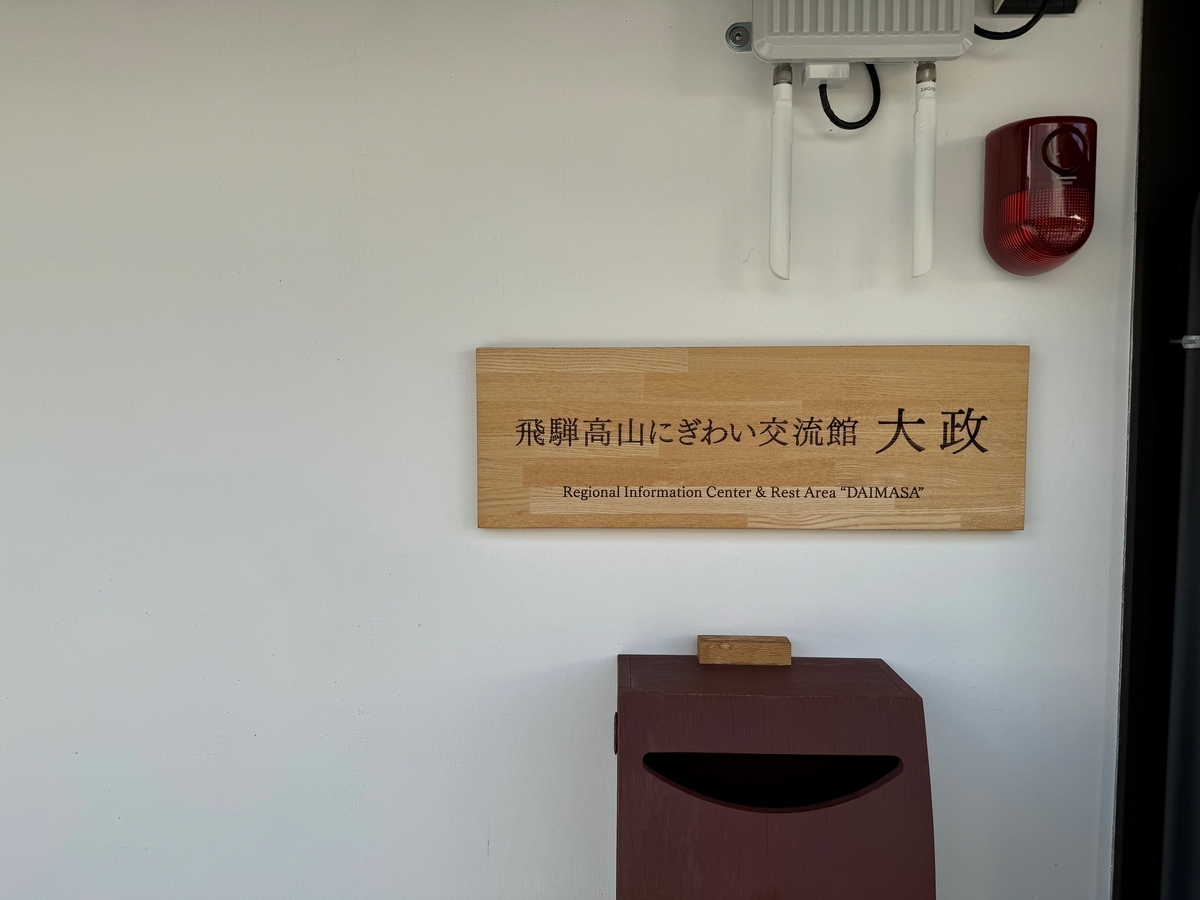 飛騨高山にぎわい交流館 大政
Regional Information Center & Rest Area “DAIMASA”